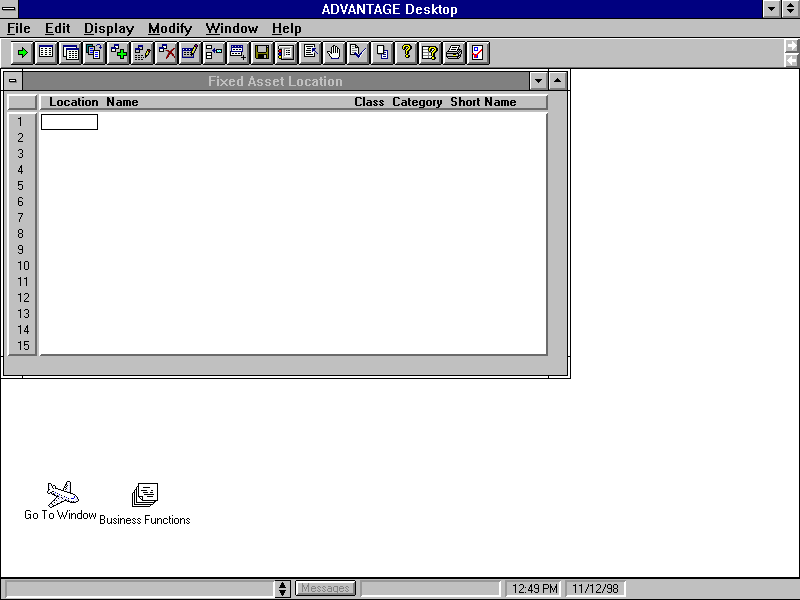 ADVANTAGE Desktop
File Edit Display Modify Window Help
Fixed Asset Location
Location Name Class Category Short Name
1
2
3
4
5
6
7
8
9
10
11
12
13
14
15
Go To Window
Business Functions
Messages
12:49 PM 11/12/98